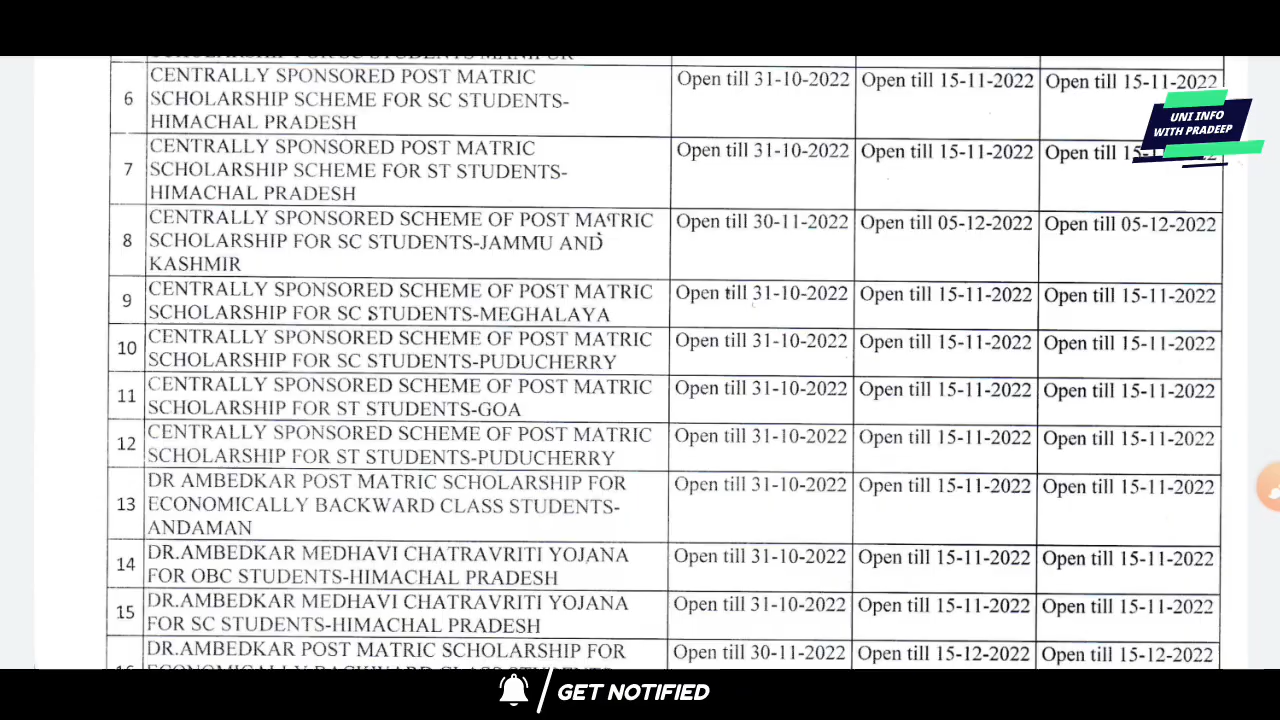 SCHOLARSHIP FOR SC STUDENTS MANIPUR
6 CENTRALLY SPONSORED POST MATRIC SCHOLARSHIP SCHEME FOR SC STUDENTS-HIMACHAL PRADESH Open till 31-10-2022 Open till 15-11-2022 Open till 15-11-2022
UNI INFO
WITH PRADEEP
7 CENTRALLY SPONSORED POST MATRIC SCHOLARSHIP SCHEME FOR ST STUDENTS-HIMACHAL PRADESH Open till 31-10-2022 Open till 15-11-2022 Open till
8 CENTRALLY SPONSORED SCHEME OF POST MATRIC SCHOLARSHIP FOR SC STUDENTS-JAMMU AND KASHMIR Open till 30-11-2022 Open till 05-12-2022 Open till 05-12-2022
9 CENTRALLY SPONSORED SCHEME OF POST MATRIC SCHOLARSHIP FOR SC STUDENTS-MEGHALAYA Open till 31-10-2022 Open till 15-11-2022 Open till 15-11-2022
10 CENTRALLY SPONSORED SCHEME OF POST MATRIC SCHOLARSHIP FOR SC STUDENTS-PUDUCHERRY Open till 31-10-2022 Open till 15-11-2022 Open till 15-11-2022
11 CENTRALLY SPONSORED SCHEME OF POST MATRIC SCHOLARSHIP FOR ST STUDENTS-GOA Open till 31-10-2022 Open till 15-11-2022 Open till 15-11-2022
12 CENTRALLY SPONSORED SCHEME OF POST MATRIC SCHOLARSHIP FOR ST STUDENTS-PUDUCHERRY Open till 31-10-2022 Open till 15-11-2022 Open till 15-11-2022
13 DR AMBEDKAR POST MATRIC SCHOLARSHIP FOR ECONOMICALLY BACKWARD CLASS STUDENTS-ANDAMAN Open till 31-10-2022 Open till 15-11-2022 Open till 15-11-2022
14 DR.AMBEDKAR MEDHAVI CHATRAVRITI YOJANA FOR OBC STUDENTS-HIMACHAL PRADESH Open till 31-10-2022 Open till 15-11-2022 Open till 15-11-2022
15 DR.AMBEDKAR MEDHAVI CHATRAVRITI YOJANA FOR SC STUDENTS-HIMACHAL PRADESH Open till 31-10-2022 Open till 15-11-2022 Open till 15-11-2022
DR.AMBEDKAR POST MATRIC SCHOLARSHIP FOR Open till 30-11-2022 Open till 15-12-2022 Open till 15-12-2022
GET NOTIFIED